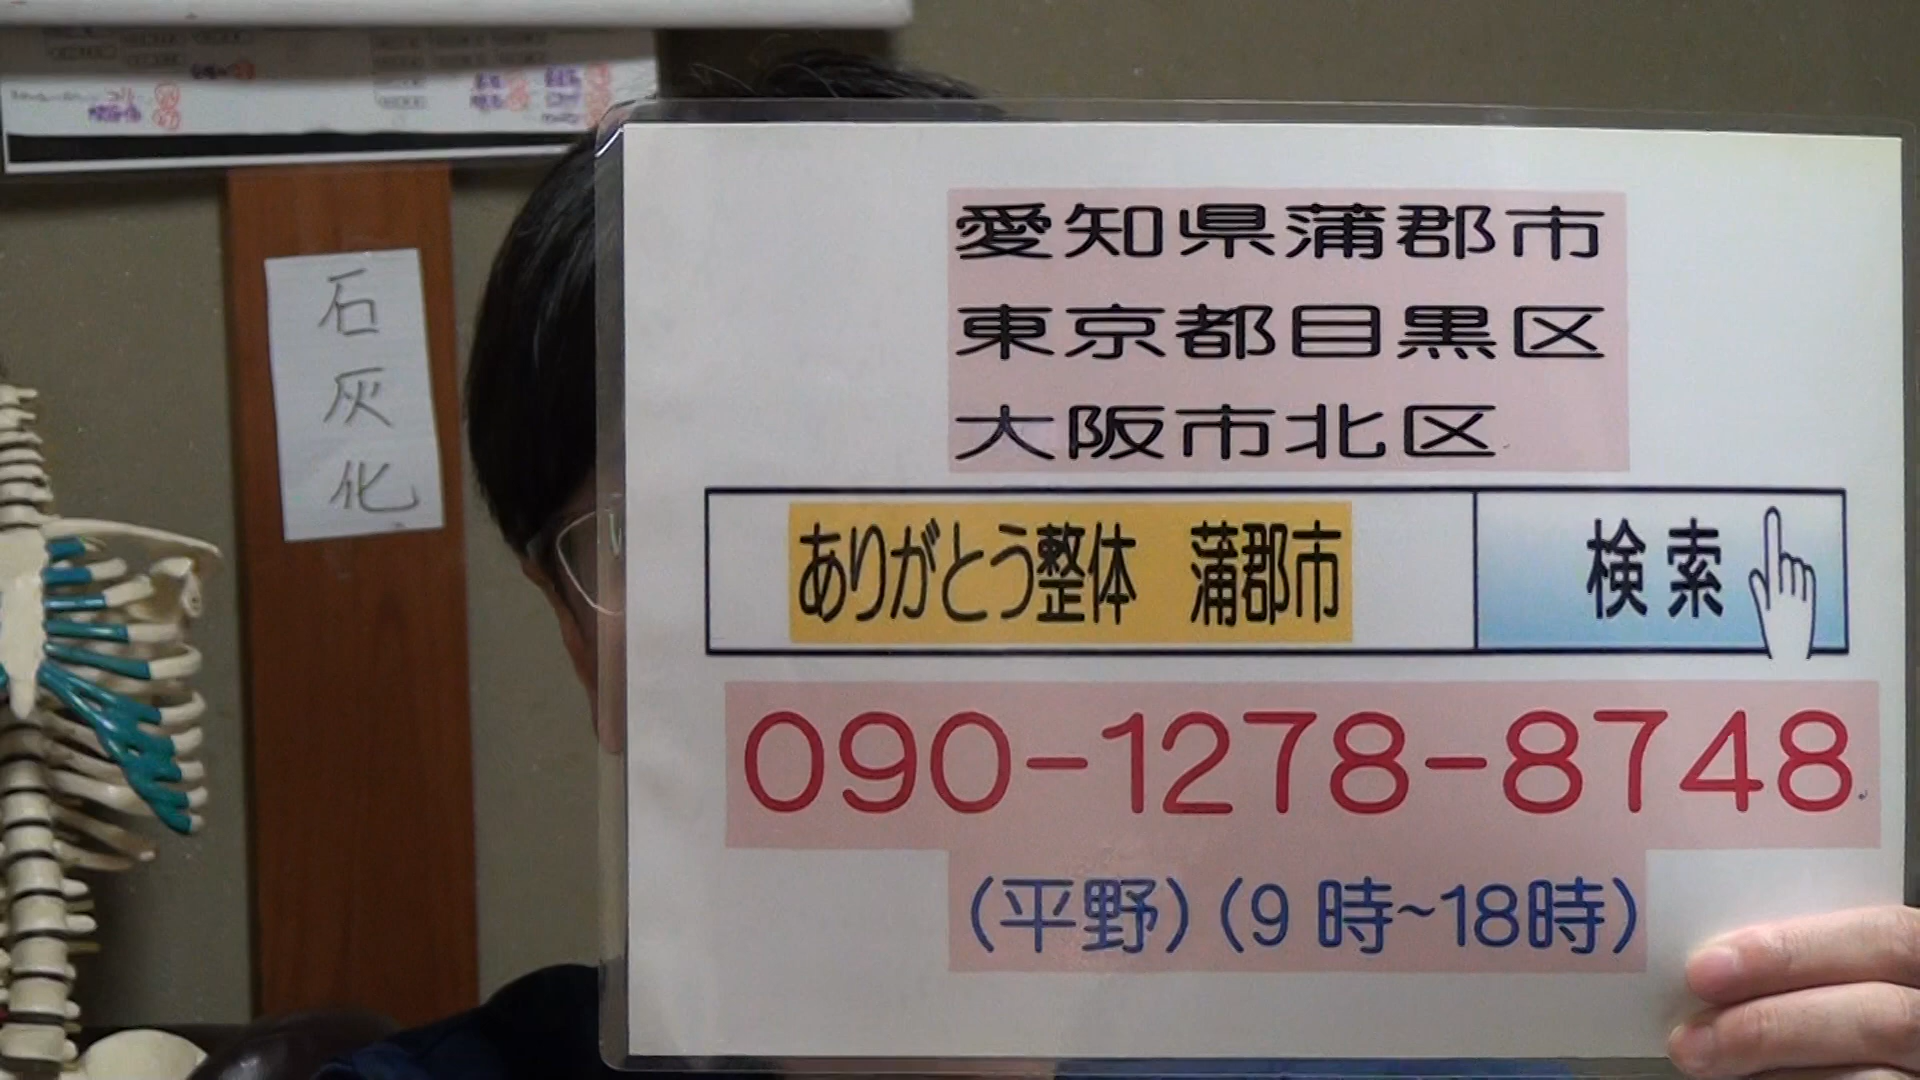 石灰化
愛知県蒲郡市
東京都目黒区
大阪市北区
ありがとう整体 蒲郡市 検索
090-1278-8748
(平野)(9時~18時)